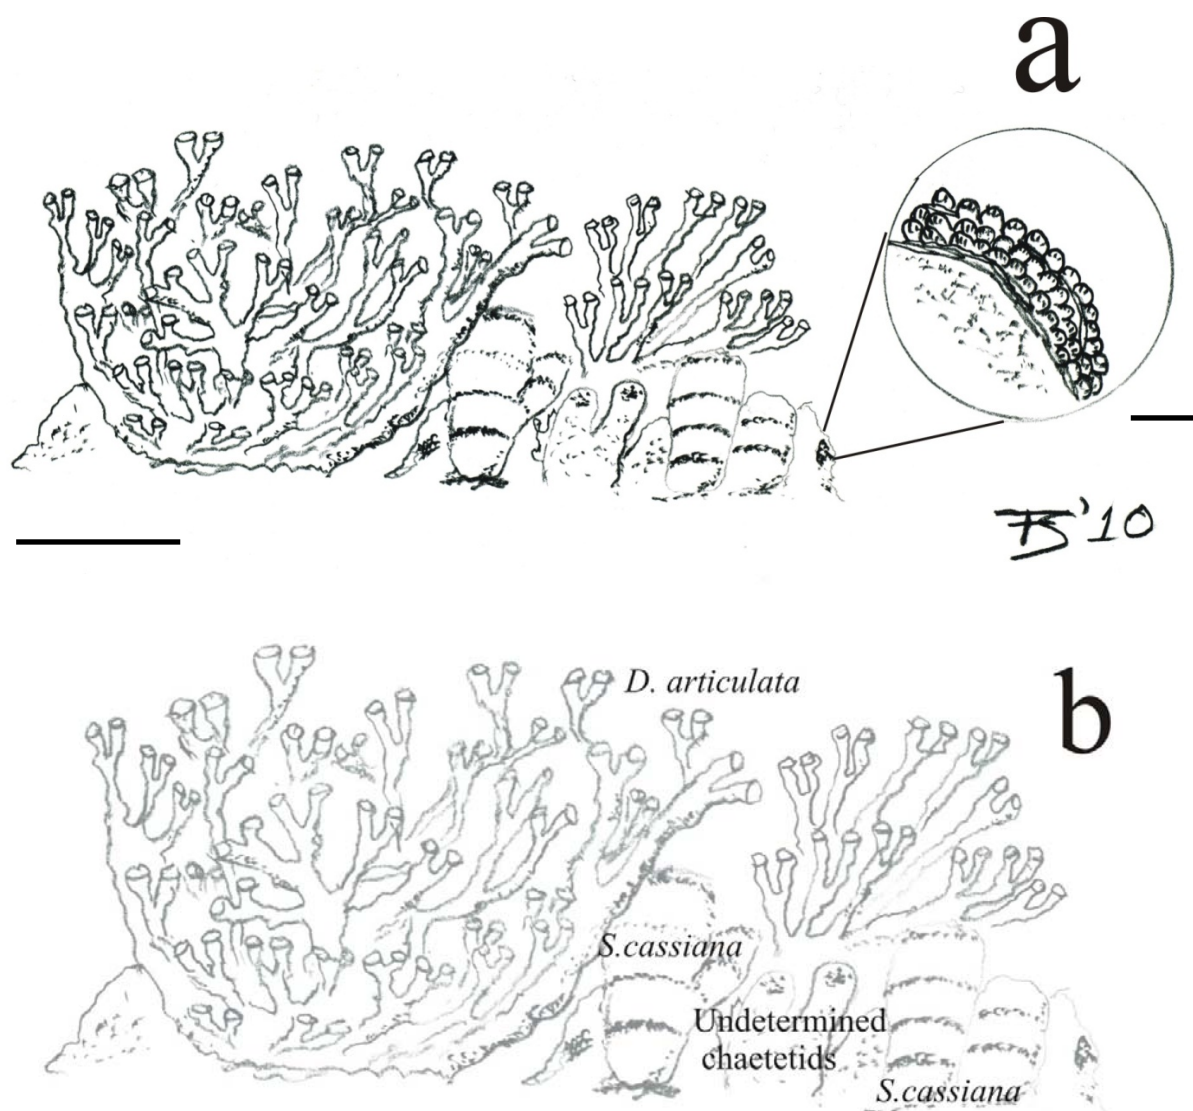 a
'10
D. articulata
b
S.cassiana
Undetermined
chaetetids
S.cassiana